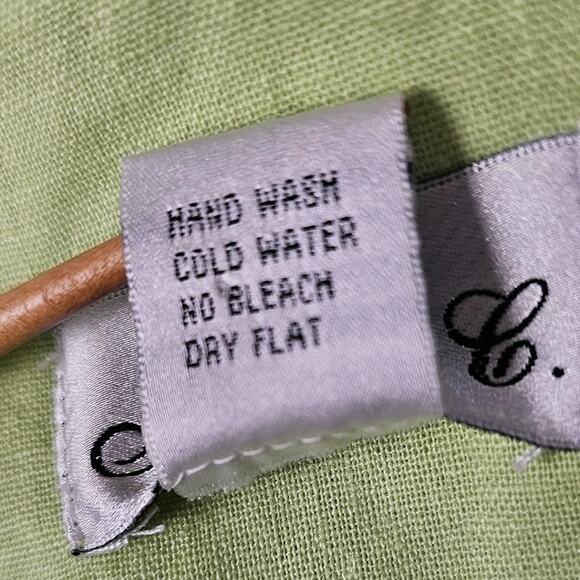 HAND WASH
COLD WATER
NO BLEACH
DRY FLAT
C.